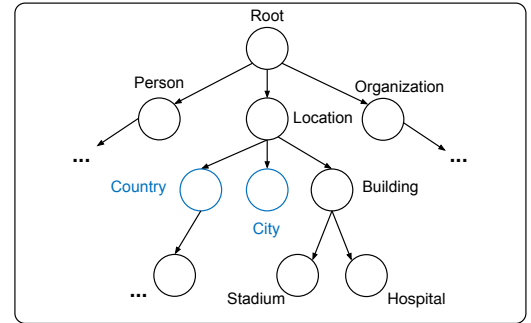 Root
Person
Organization
Location
...
...
Country
Building
City
...
Stadium
Hospital